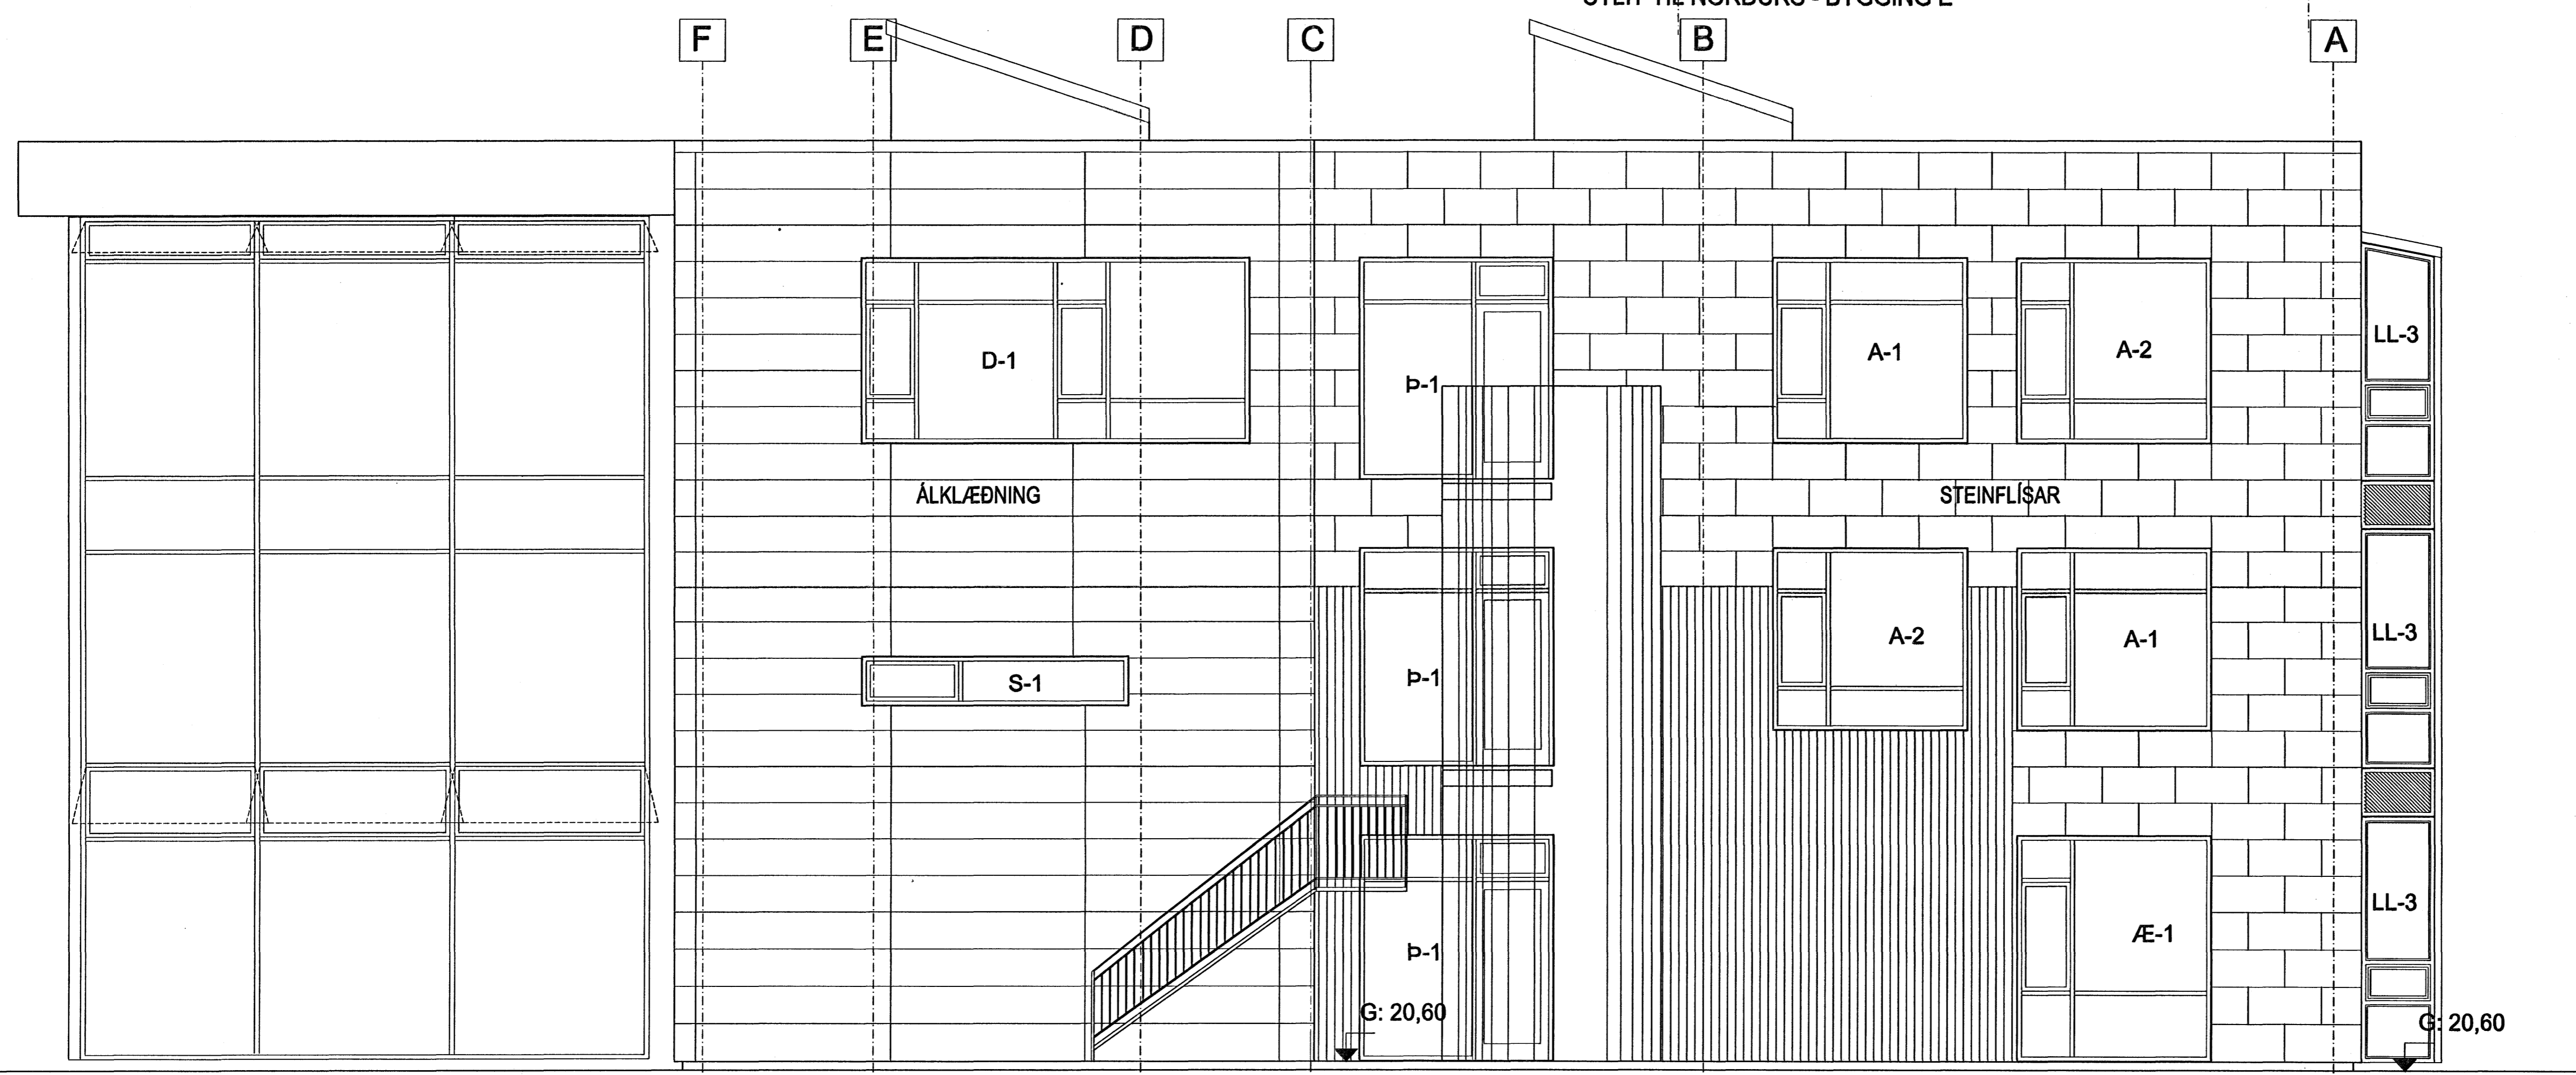 F
E
D
C
B
A
D-1
Þ-1
A-1
A-2
LL-3
ÁLKLÆÐNING
STEINFLÍSAR
S-1
Þ-1
A-2
A-1
LL-3
Þ-1
Æ-1
LL-3
G: 20,60
G: 20,60